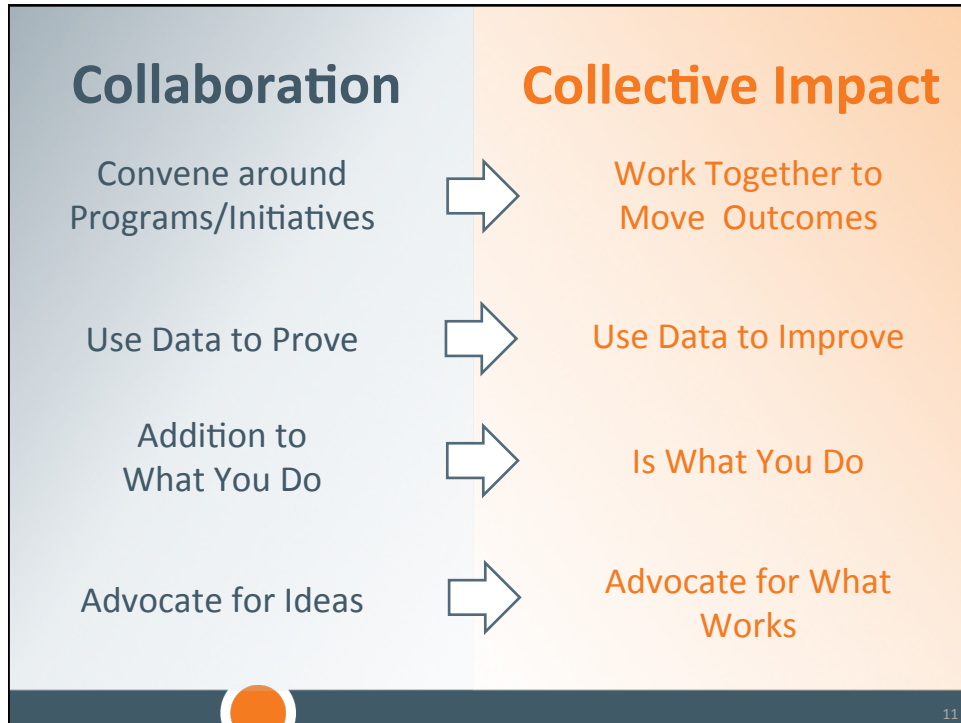 Collaboration
Collective Impact
Convene around
Programs/Initiatives
Work Together to
Move Outcomes
Use Data to Prove
Use Data to Improve
Addition to
What You Do
Is What You Do
Advocate for Ideas
Advocate for What
Works
11